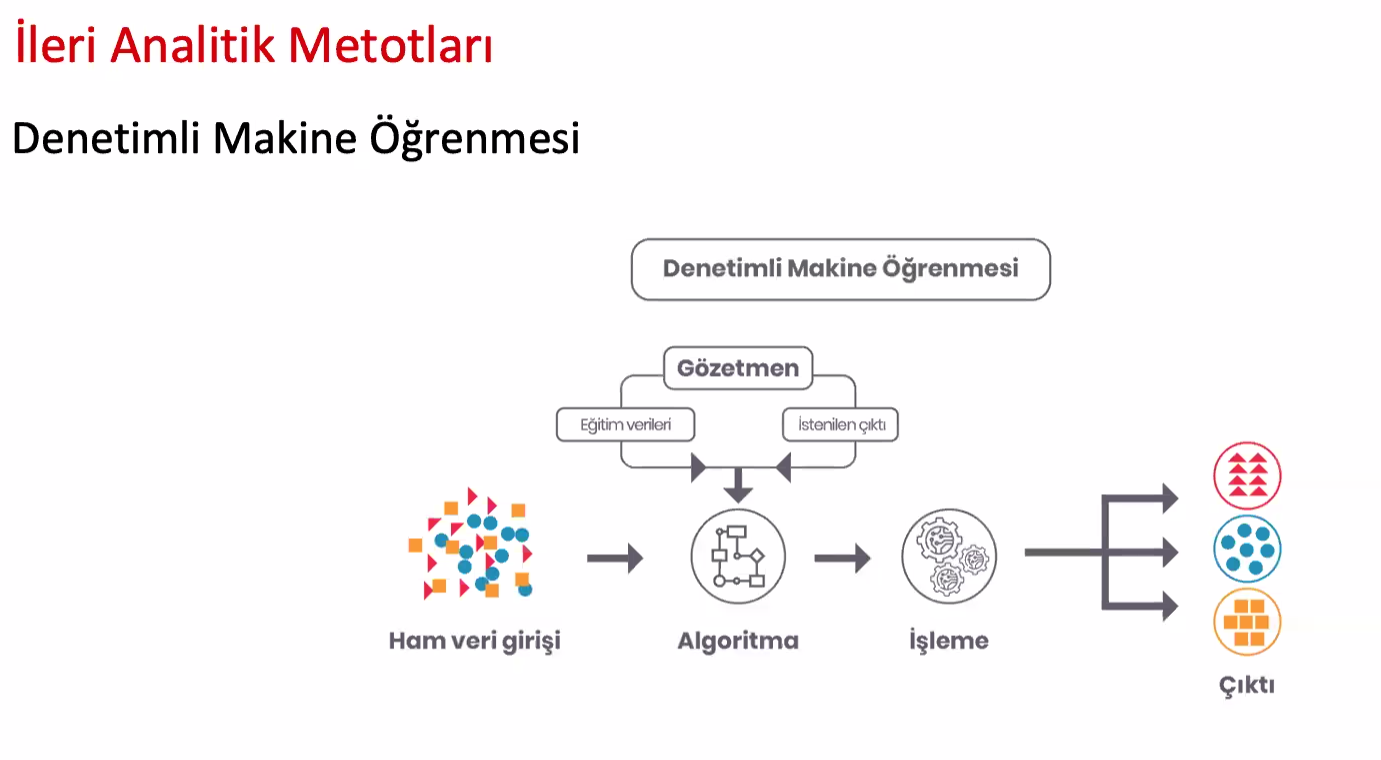 İleri Analitik Metotları
Denetimli Makine Öğrenmesi
Denetimli Makine Öğrenmesi
Gözetmen
Eğitim verileri
İstenilen çıktı
Ham veri girişi
Algoritma
İşleme
Çıktı